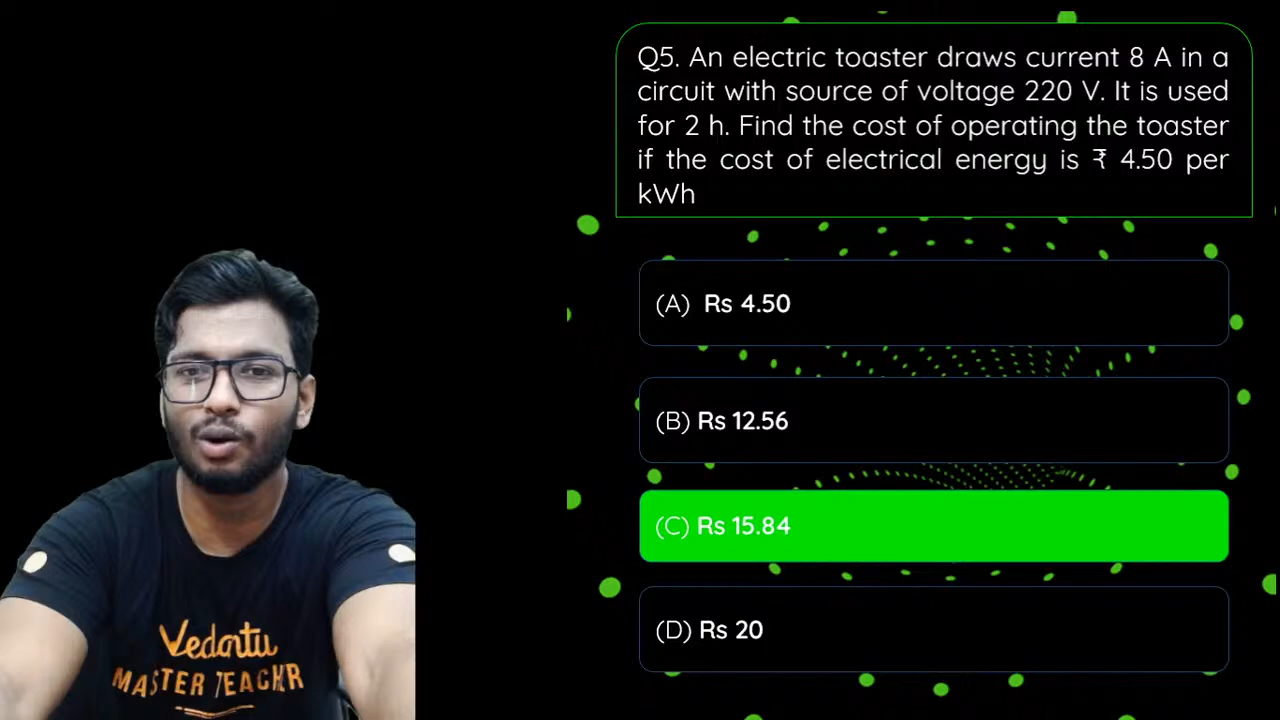 Q5. An electric toaster draws current 8 A in a
circuit with source of voltage 220 V. It is used
for 2 h. Find the cost of operating the toaster
if the cost of electrical energy is ₹ 4.50 per
kWh
(A) Rs 4.50
(B) Rs 12.56
(C) Rs 15.84
(D) Rs 20
Vedantu
MASTER TEACHER